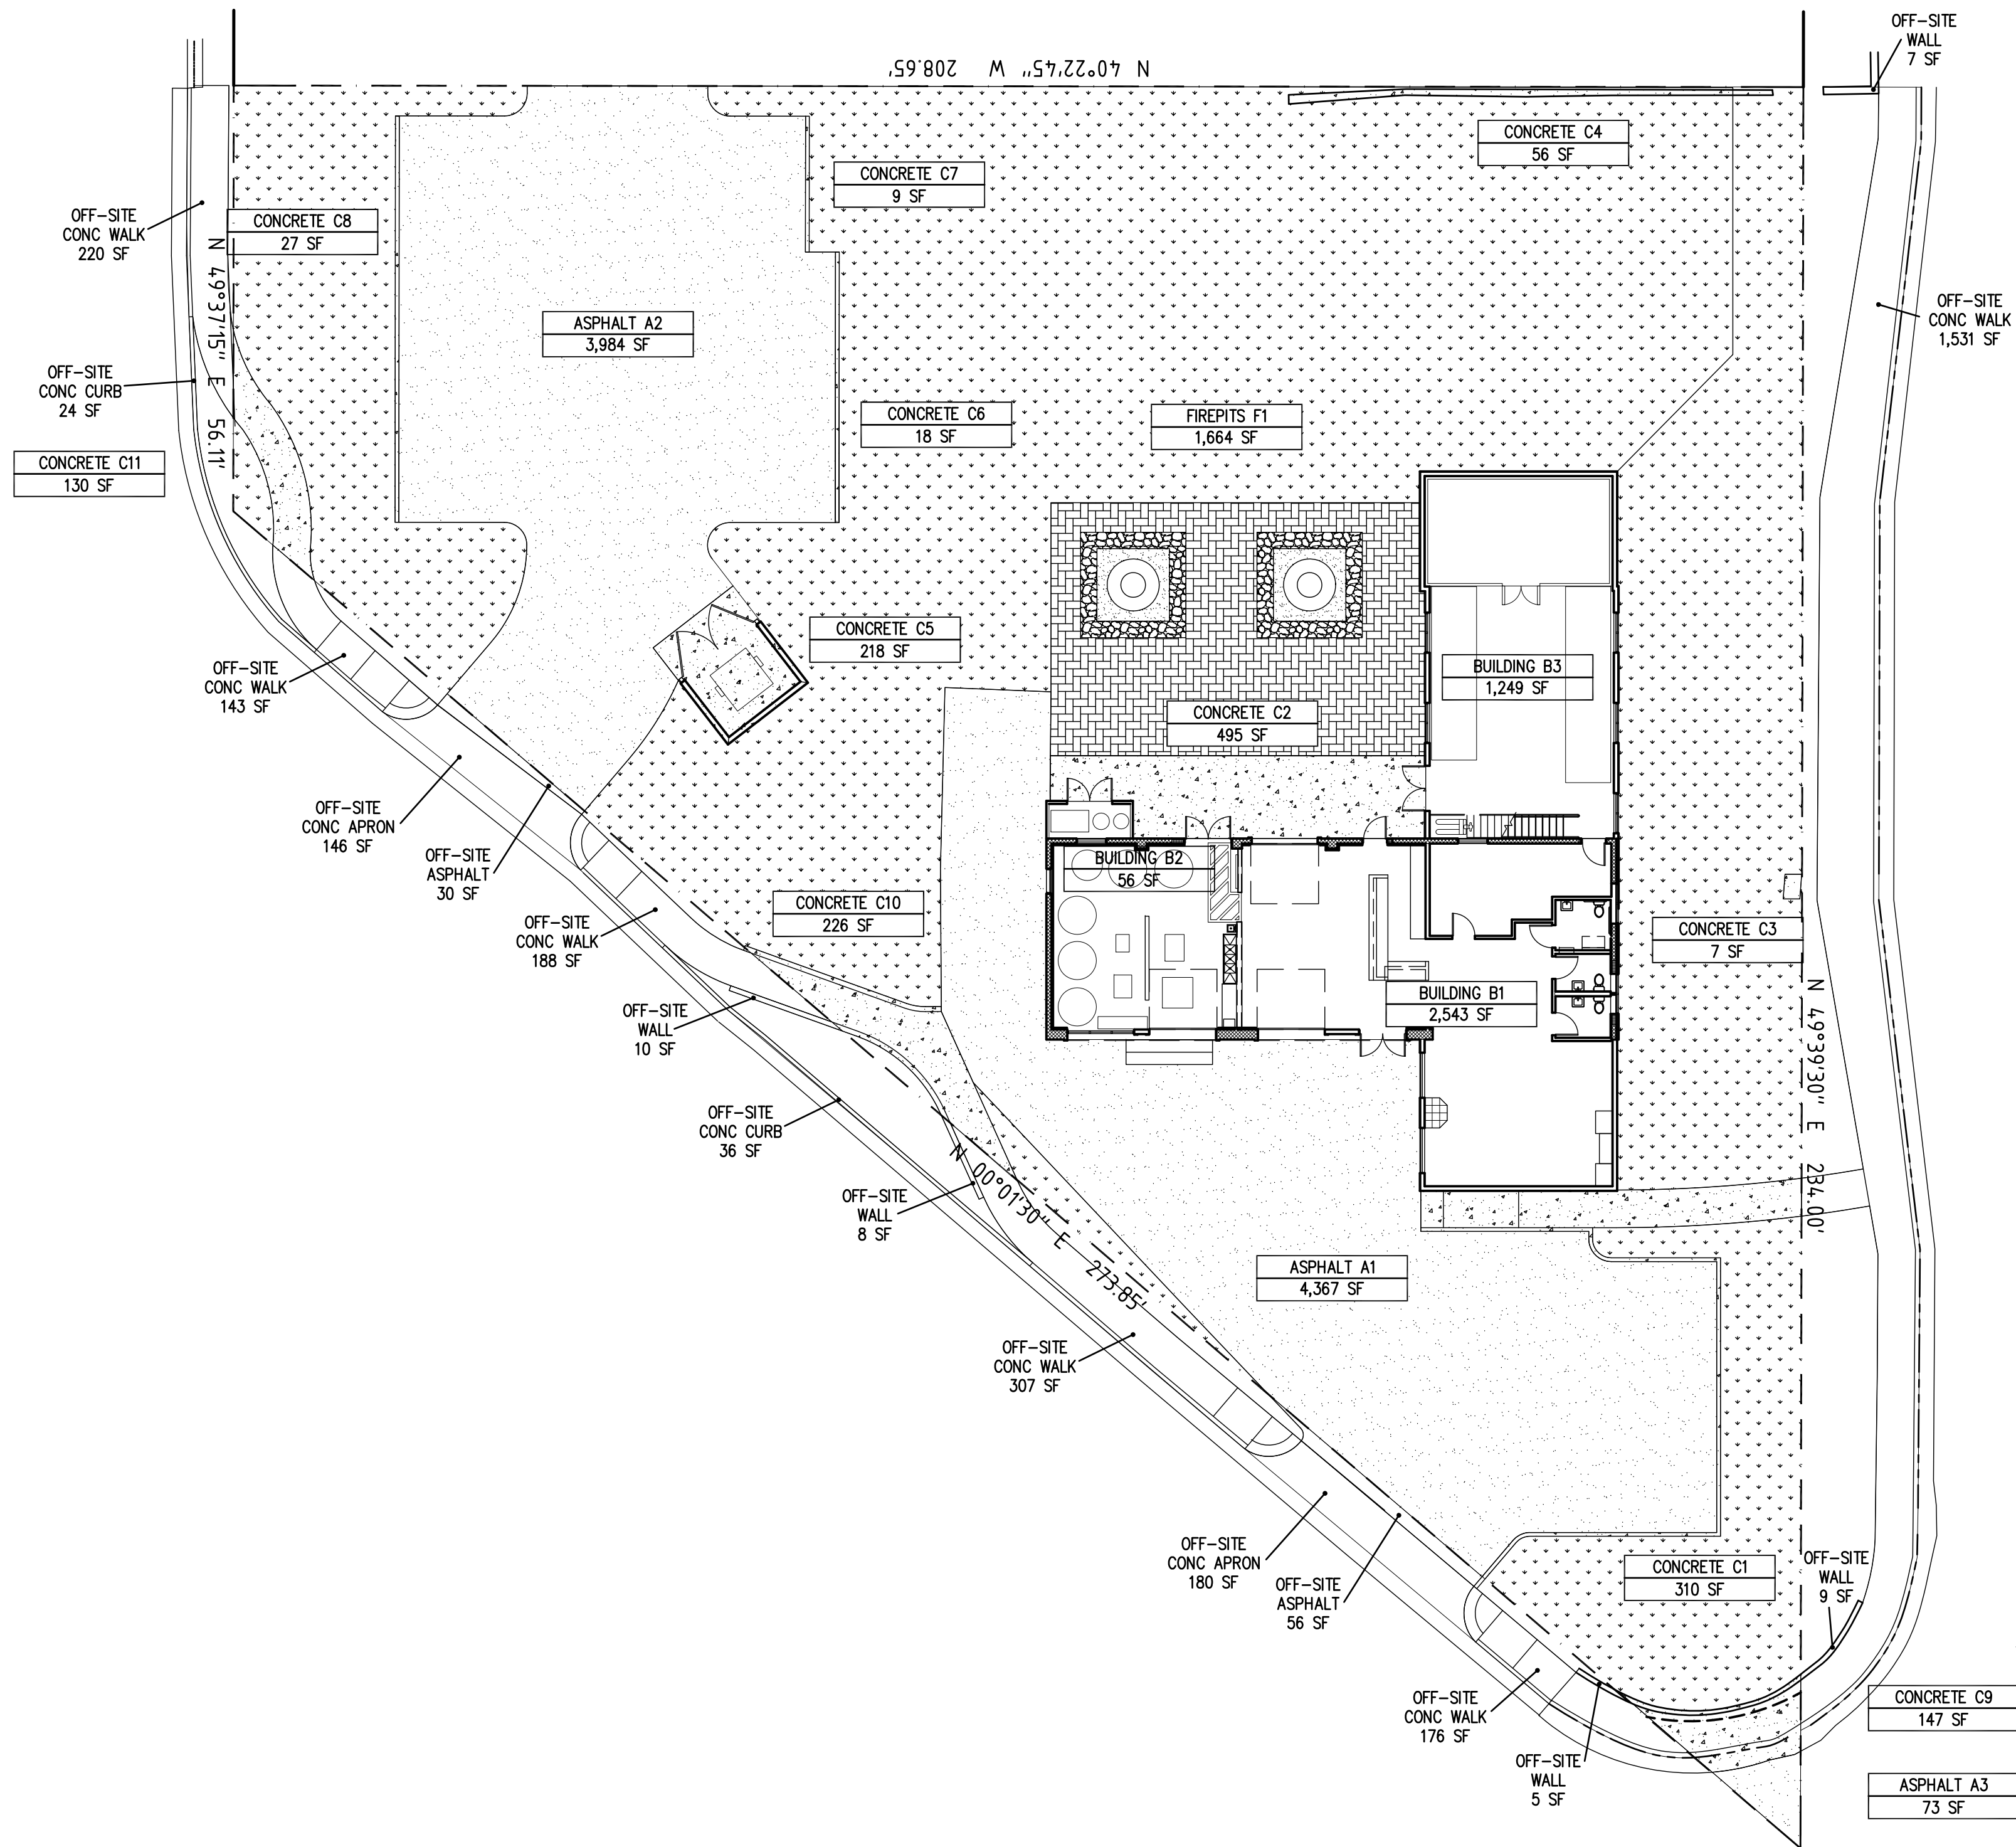 N 40°22'45" W 208.65'
OFF-SITE
WALL
7 SF
CONCRETE C4
56 SF
CONCRETE C7
9 SF
OFF-SITE
CONC WALK
220 SF
CONCRETE C8
27 SF
N 49°37'15" E 56.11'
ASPHALT A2
3,984 SF
OFF-SITE
CONC WALK
1,531 SF
OFF-SITE
CONC CURB
24 SF
CONCRETE C6
18 SF
FIREPITS F1
1,664 SF
CONCRETE C11
130 SF
CONCRETE C5
218 SF
OFF-SITE
CONC WALK
143 SF
BUILDING B3
1,249 SF
CONCRETE C2
495 SF
OFF-SITE
CONC APRON
146 SF
OFF-SITE
ASPHALT
30 SF
BUILDING B2
56 SF
CONCRETE C10
226 SF
OFF-SITE
CONC WALK
188 SF
CONCRETE C3
7 SF
OFF-SITE
WALL
10 SF
BUILDING B1
2,543 SF
N 49°39'30" E 234.00'
OFF-SITE
CONC CURB
36 SF
N 00°01'30" E 273.85'
OFF-SITE
WALL
8 SF
ASPHALT A1
4,367 SF
OFF-SITE
CONC WALK
307 SF
OFF-SITE
CONC APRON
180 SF
OFF-SITE
ASPHALT
56 SF
CONCRETE C1
310 SF
OFF-SITE
WALL
9 SF
OFF-SITE
CONC WALK
176 SF
CONCRETE C9
147 SF
OFF-SITE
WALL
5 SF
ASPHALT A3
73 SF